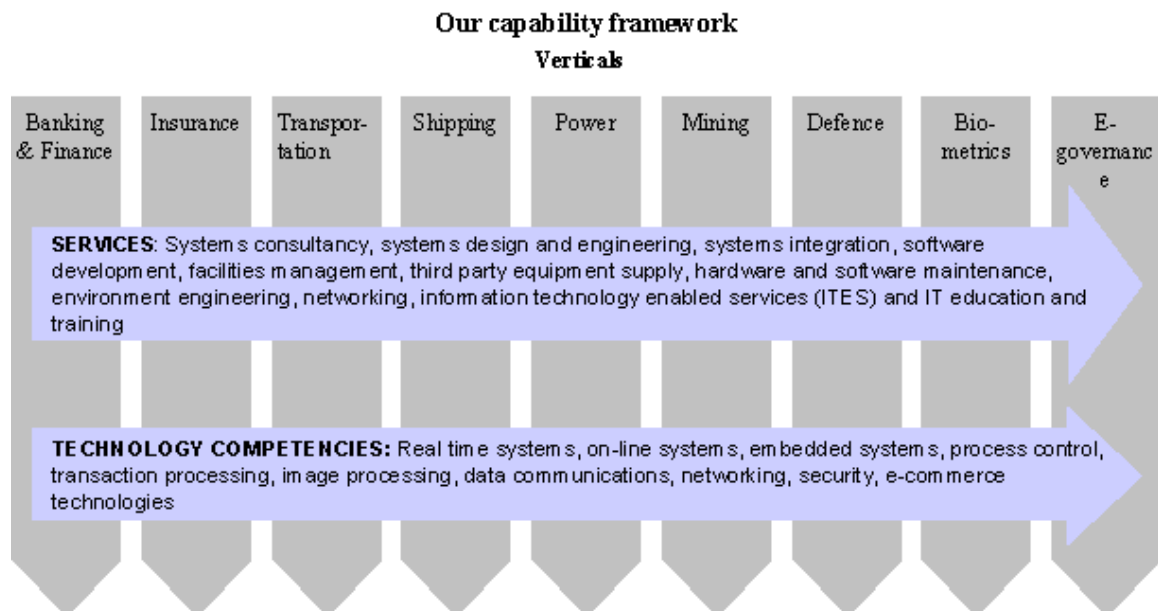 Our capability framework
Verticals
Banking
& Finance
Insurance
Transpor-
tation
Shipping
Power
Mining
Defence
Bio-
metrics
E-
governanc
e
SERVICES: Systems consultancy, systems design and engineering, systems integration, software
development, facilities management, third party equipment supply, hardware and software maintenance,
environment engineering, networking, information technology enabled services (ITES) and IT education and
training
TECHNOLOGY COMPETENCIES: Real time systems, on-line systems, embedded systems, process control,
transaction processing, image processing, data communications, networking, security, e-commerce
technologies